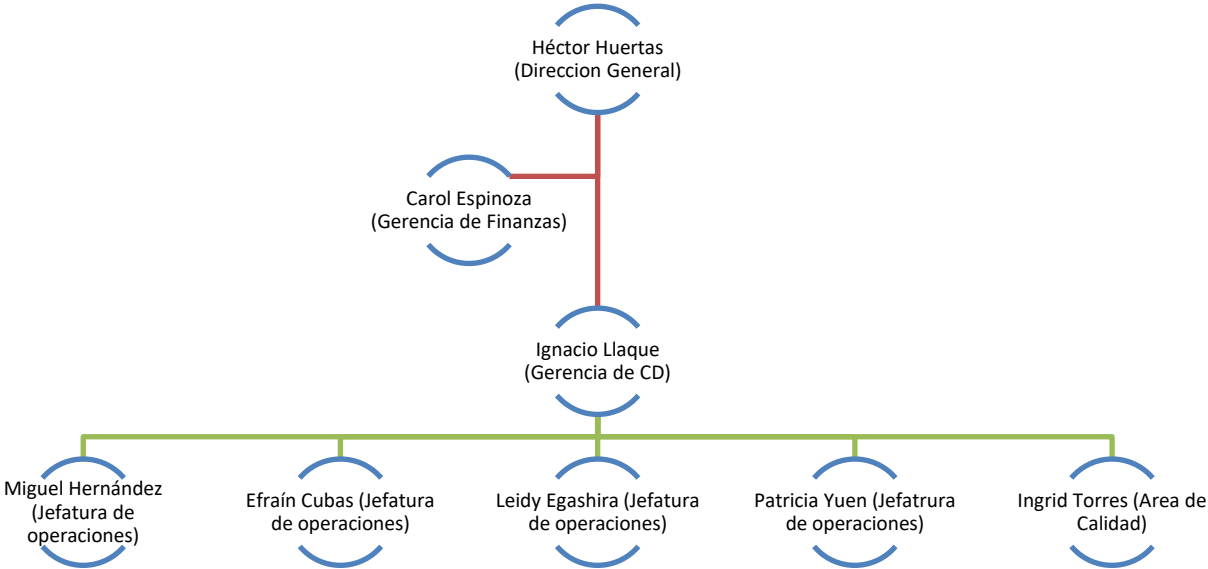 Héctor Huertas
(Direccion General)
Carol Espinoza
(Gerencia de Finanzas)
Ignacio Llaque
(Gerencia de CD)
Miguel Hernández
(Jefatura de
operaciones)
Efraín Cubas (Jefatura
de operaciones)
Leidy Egashira (Jefatura
de operaciones)
Patricia Yuen (Jefatrura
de operaciones)
Ingrid Torres (Area de
Calidad)